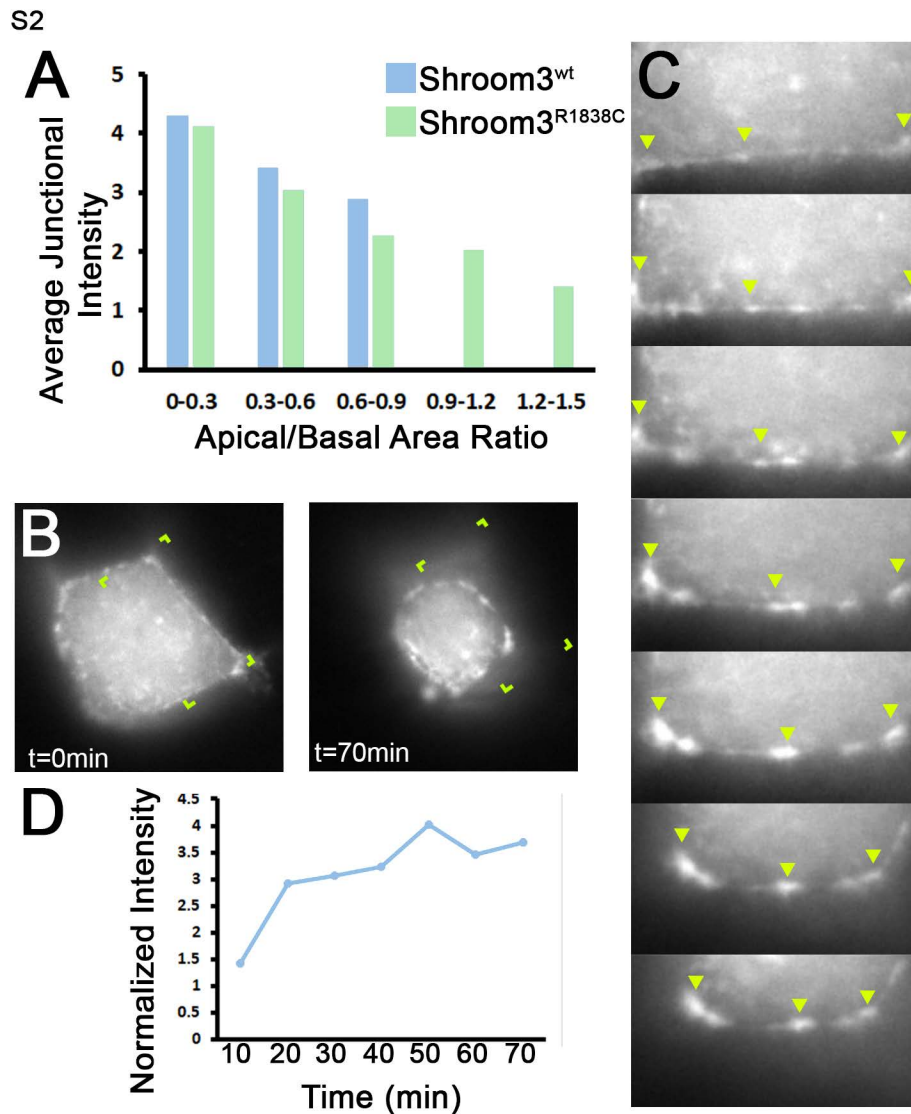 S2
A
Shroom3wt
Shroom3R1838C
Average Junctional
Intensity
5
4
3
2
1
0
0-0.3 0.3-0.6 0.6-0.9 0.9-1.2 1.2-1.5
Apical/Basal Area Ratio
B
t=0min
t=70min
C
D
Normalized Intensity
4.5
4
3.5
3
2.5
2
1.5
1
0.5
0
10 20 30 40 50 60 70
Time (min)